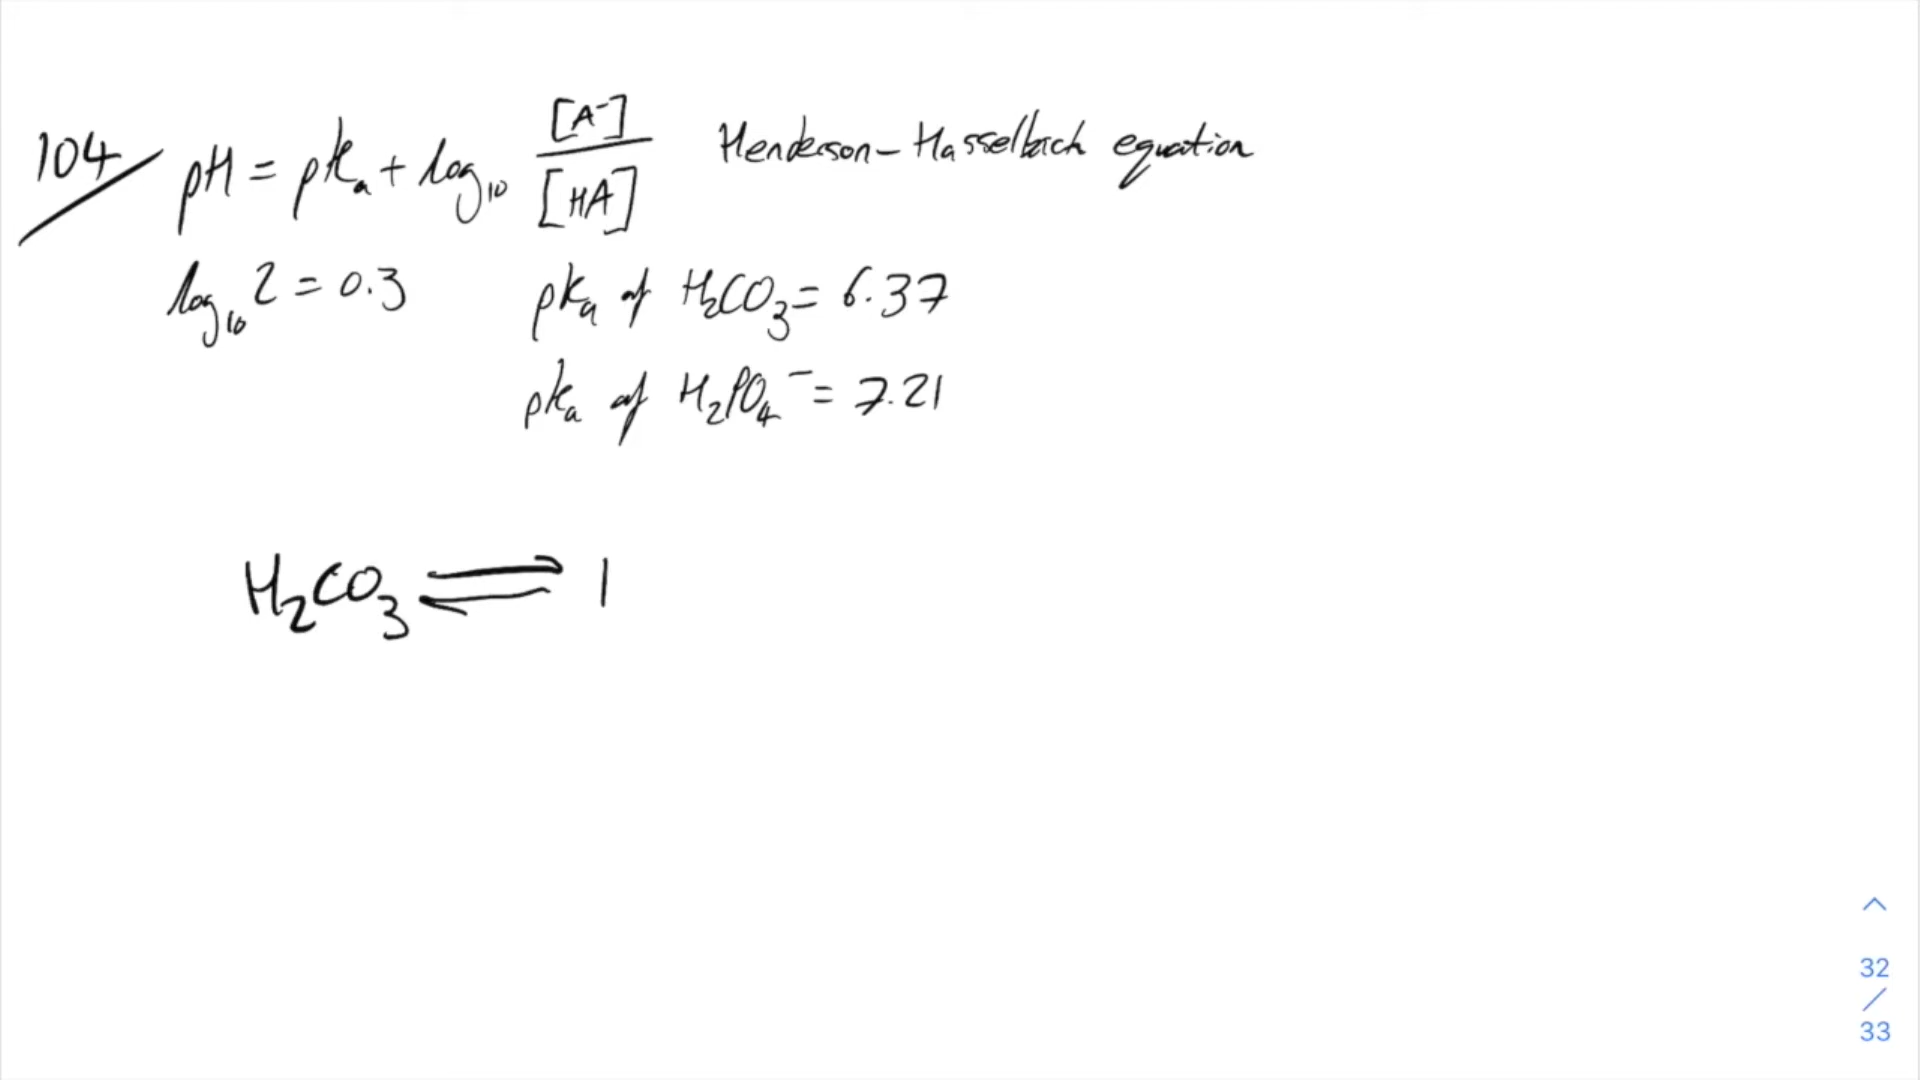 104 pH = pKa + log₁₀ [A⁻] / [HA] Henderson-Hasselbach equation
log₁₀ 2 = 0.3 pKa of H₂CO₃ = 6.37
pKa of H₂PO₄⁻ = 7.21
H₂CO₃ ⇌ |
32
/
33